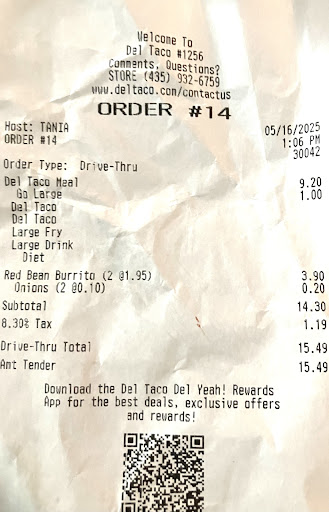 Welcome To
Del Taco #1256
Comments, Questions?
STORE (435) 932-6759
www.deltaco.com/contactus
ORDER #14
Host: TANIA 05/16/2025
ORDER #14 1:06 PM
30042
Order Type: Drive-Thru
Del Taco Meal 9.20
Go Large 1.00
Del Taco
Del Taco
Large Fry
Large Drink
Diet
Red Bean Burrito (2 @1.95) 3.90
Onions (2 @0.10) 0.20
Subtotal 14.30
8.30% Tax 1.19
Drive-Thru Total 15.49
Amt Tender 15.49
Download the Del Taco Del Yeah! Rewards
App for the best deals, exclusive offers
and rewards!